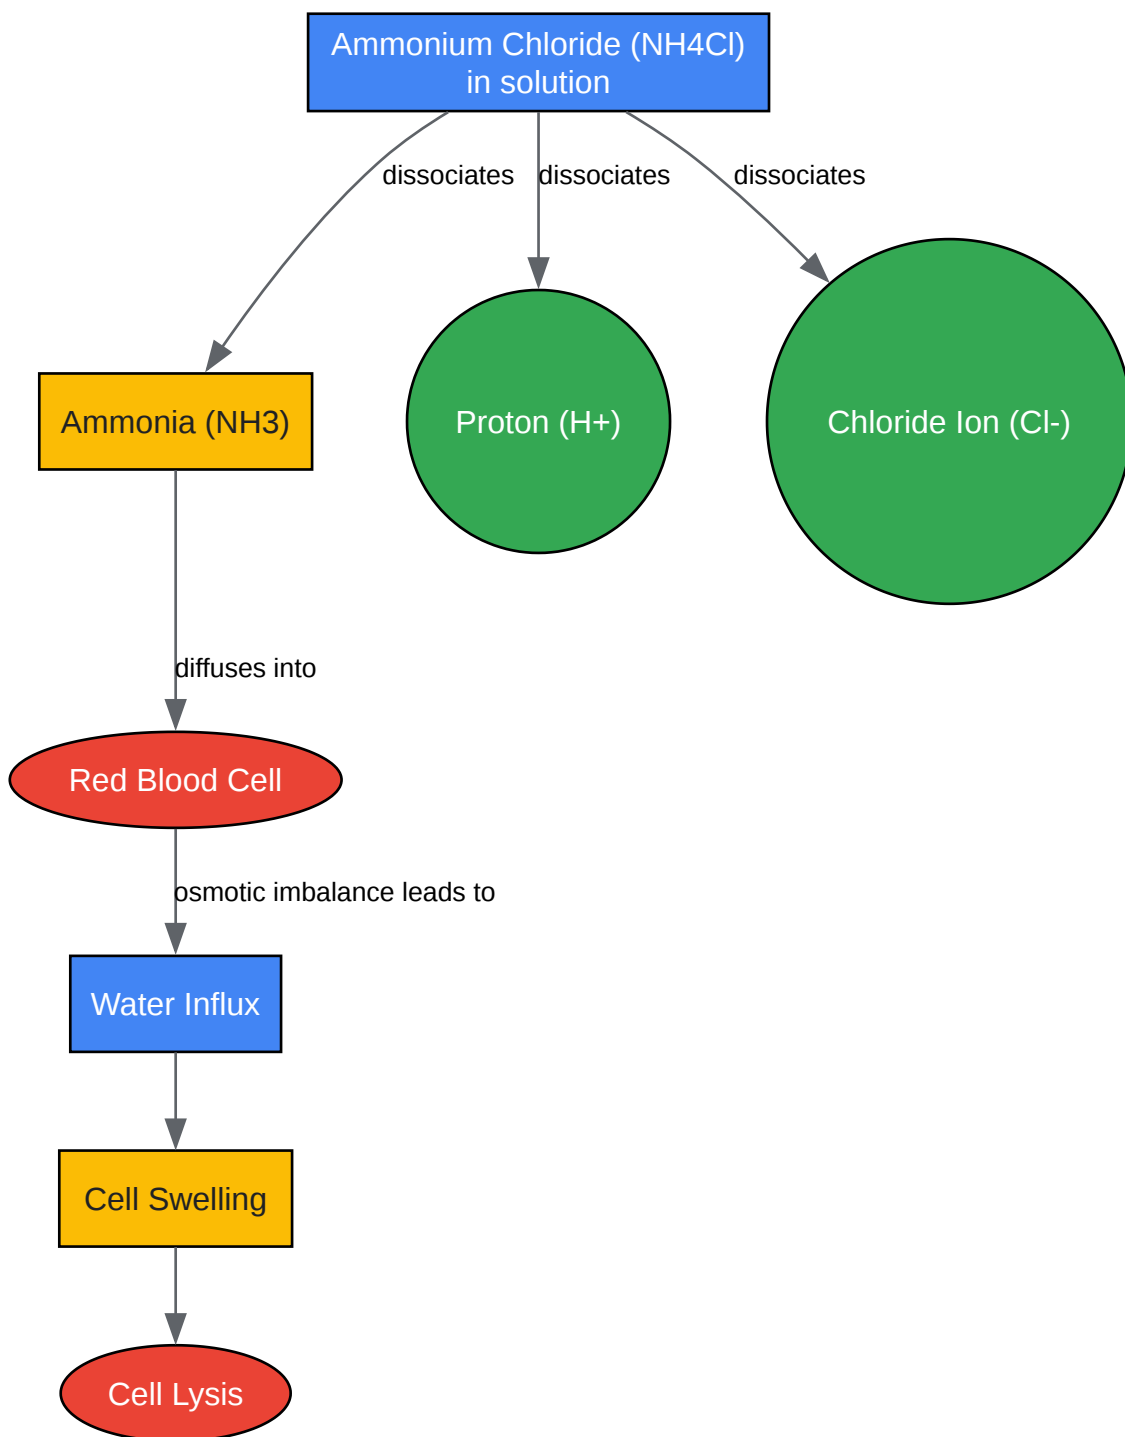 Ammonium Chloride (NH4Cl)
in solution
dissociates
dissociates
dissociates
Ammonia (NH3)
Proton (H+)
Chloride Ion (Cl-)
diffuses into
Red Blood Cell
osmotic imbalance leads to
Water Influx
Cell Swelling
Cell Lysis